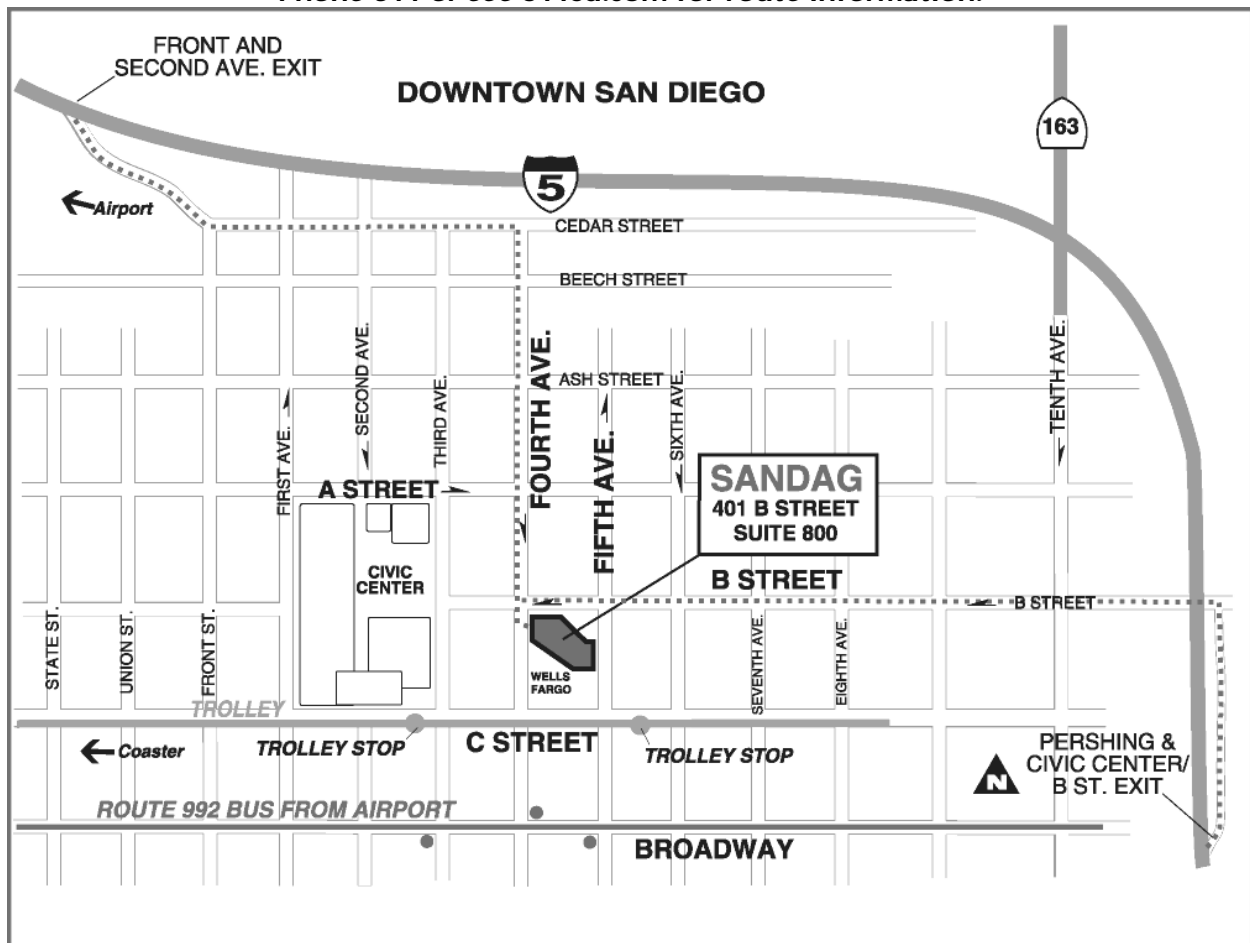 FRONT AND
SECOND AVE. EXIT
DOWNTOWN SAN DIEGO
163
5
Airport
CEDAR STREET
BEECH STREET
ASH STREET
FIRST AVE.
SECOND AVE.
THIRD AVE.
FOURTH AVE.
FIFTH AVE.
SIXTH AVE.
TENTH AVE.
A STREET
SANDAG
401 B STREET
SUITE 800
CIVIC
CENTER
B STREET
B STREET
STATE ST.
UNION ST.
FRONT ST.
WELLS
FARGO
SEVENTH AVE.
EIGHTH AVE.
TROLLEY
Coaster
TROLLEY STOP
C STREET
TROLLEY STOP
N
PERSHING &
CIVIC CENTER/
B ST. EXIT
ROUTE 992 BUS FROM AIRPORT
BROADWAY